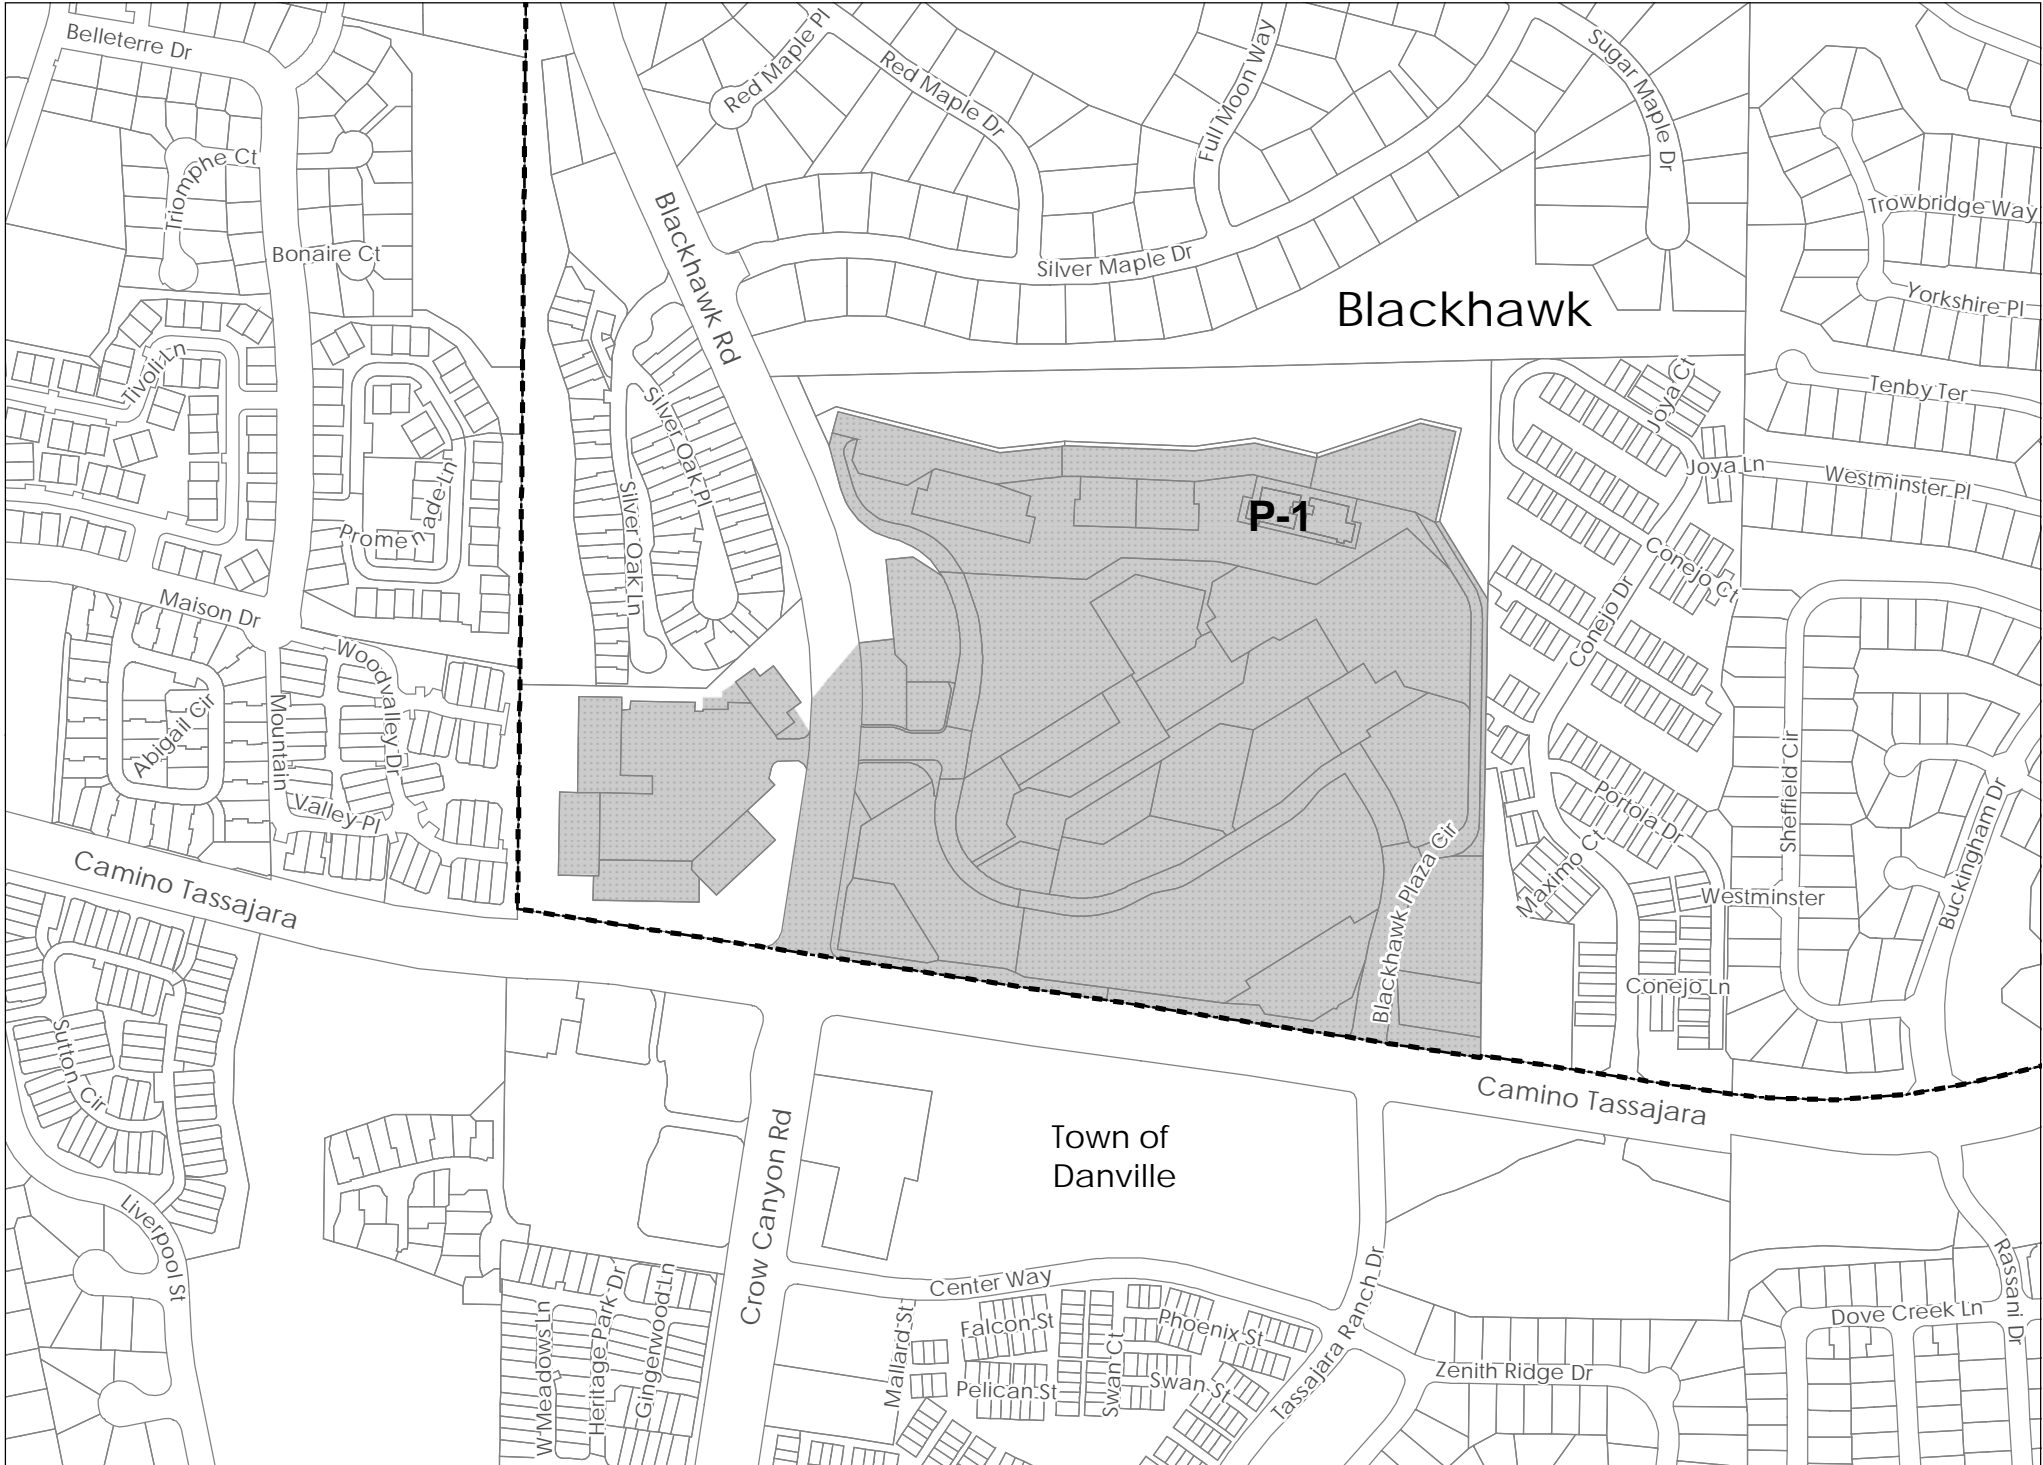 Belleterre Dr
Red Maple Pl
Red Maple Dr
Full Moon Way
Sugar Maple Dr
Triomphe Ct
Bonaire Ct
Blackhawk Rd
Silver Maple Dr
Blackhawk
Trowbridge Way
Yorkshire Pl
Tivoli Ln
Silver Oak Pl
Joya Ct
Tenby Ter
Joya Ln
Westminster Pl
Promenade Ln
Silver Oak Ln
P-1
Conejo Ct
Conejo Dr
Maison Dr
Woodvalley Dr
Abigail Cir
Mountain
Valley Pl
Sheffield Cir
Portola Dr
Buckingham Dr
Maximo Ct
Westminster
Blackhawk Plaza Cir
Camino Tassajara
Conejo Ln
Sutton Cir
Camino Tassajara
Town of
Danville
Crow Canyon Rd
Liverpool St
Center Way
Tassajara Ranch Dr
Rassani Dr
W Meadows Ln
Heritage Park Dr
Gingerwood Ln
Mallard St
Falcon St
Phoenix St
Swan Ct
Dove Creek Ln
Pelican St
Swan St
Zenith Ridge Dr